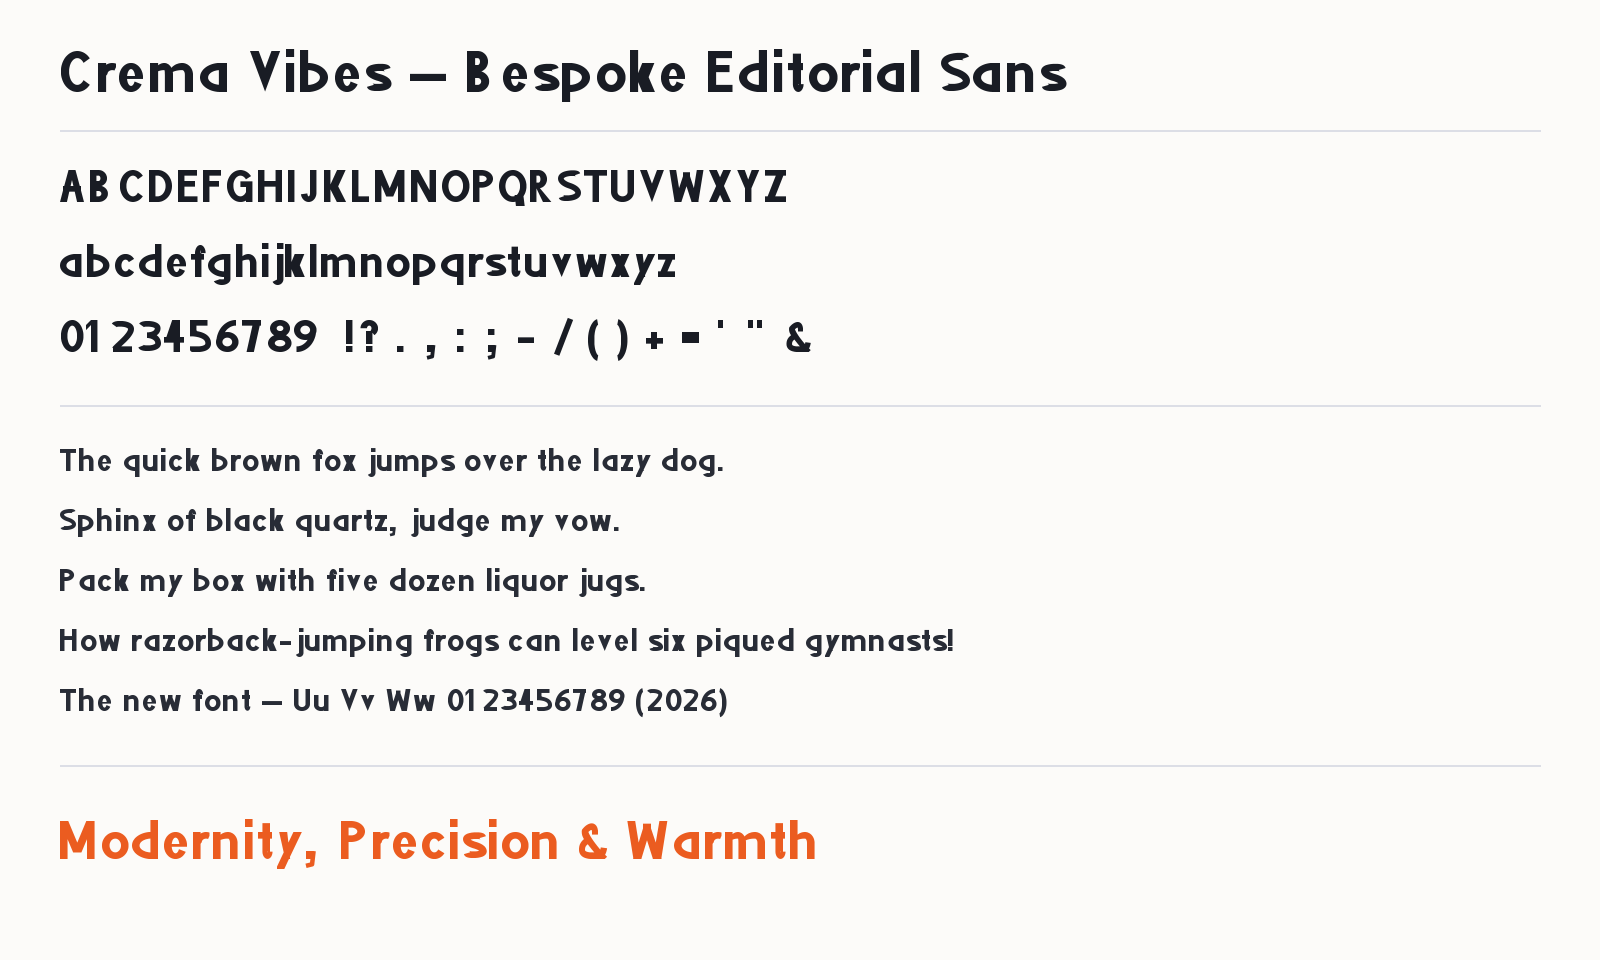 Crema Vibes — Bespoke Editorial Sans
ABCDEFGHIJKLMNOPQRSTUVWXYZ
abcdefghijklmnopqrstuvwxyz
0123456789 !? . , : ; - / ( ) + = ' " &
The quick brown fox jumps over the lazy dog.
Sphinx of black quartz, judge my vow.
Pack my box with five dozen liquor jugs.
How razorback-jumping frogs can level six piqued gymnasts!
The new font — Uu Vv Ww 0123456789 (2026)
Modernity, Precision & Warmth